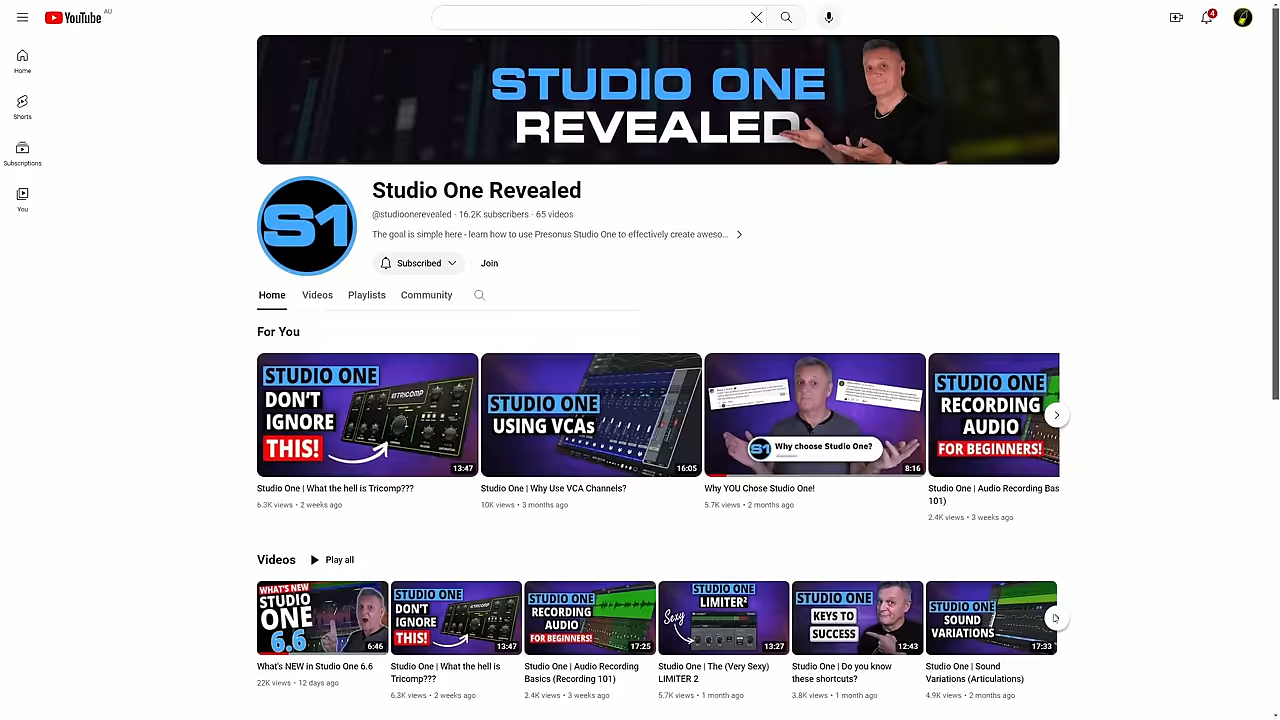 YouTube AU
4
Home
Shorts
Subscriptions
You
STUDIO ONE
REVEALED
S1
Studio One Revealed
@studioonerevealed · 16.2K subscribers · 65 videos
The goal is simple here - learn how to use Presonus Studio One to effectively create aweso...
Subscribed
Join
Home
Videos
Playlists
Community
For You
STUDIO ONE
DON'T
IGNORE
THIS!
TRICOMP
13:47
STUDIO ONE
USING VCAs
16:05
S1
Why choose Studio One?
8:16
STUDIO ONE
RECORDING
AUDIO
FOR BEGINNERS!
Studio One | What the hell is Tricomp???
6.3K views • 2 weeks ago
Studio One | Why Use VCA Channels?
10K views • 3 months ago
Why YOU Chose Studio One!
5.7K views • 2 months ago
Studio One | Audio Recording Bas
101)
2.4K views • 3 weeks ago
Videos
Play all
WHAT'S NEW
STUDIO
ONE
6.6
6:46
STUDIO ONE
DON'T
IGNORE
THIS!
13:47
STUDIO ONE
RECORDING
AUDIO
FOR BEGINNERS!
17:25
STUDIO ONE
LIMITER²
Sexy
13:27
STUDIO ONE
KEYS TO
SUCCESS
12:43
STUDIO ONE
SOUND
VARIATIONS
17:33
What's NEW in Studio One 6.6
22K views • 12 days ago
Studio One | What the hell is
Tricomp???
6.3K views • 2 weeks ago
Studio One | Audio Recording
Basics (Recording 101)
2.4K views • 3 weeks ago
Studio One | The (Very Sexy)
LIMITER 2
5.7K views • 1 month ago
Studio One | Do you know
these shortcuts?
3.8K views • 1 month ago
Studio One | Sound
Variations (Articulations)
4.9K views • 2 months ago